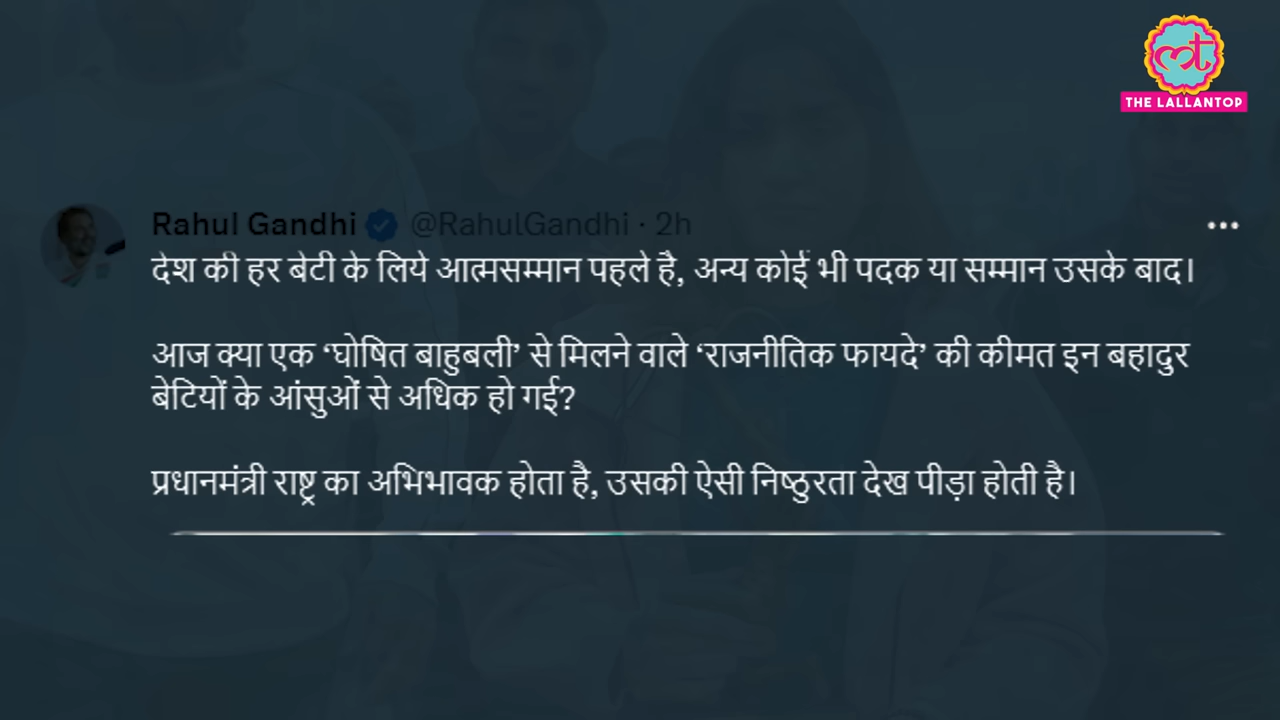 mt
THE LALLANTOP
Rahul Gandhi @RahulGandhi · 2h
देश की हर बेटी के लिये आत्मसम्मान पहले है, अन्य कोई भी पदक या सम्मान उसके बाद।
आज क्या एक ‘घोषित बाहुबली’ से मिलने वाले ‘राजनीतिक फायदे’ की कीमत इन बहादुर
बेटियों के आंसुओं से अधिक हो गई?
प्रधानमंत्री राष्ट्र का अभिभावक होता है, उसकी ऐसी निष्ठुरता देख पीड़ा होती है।